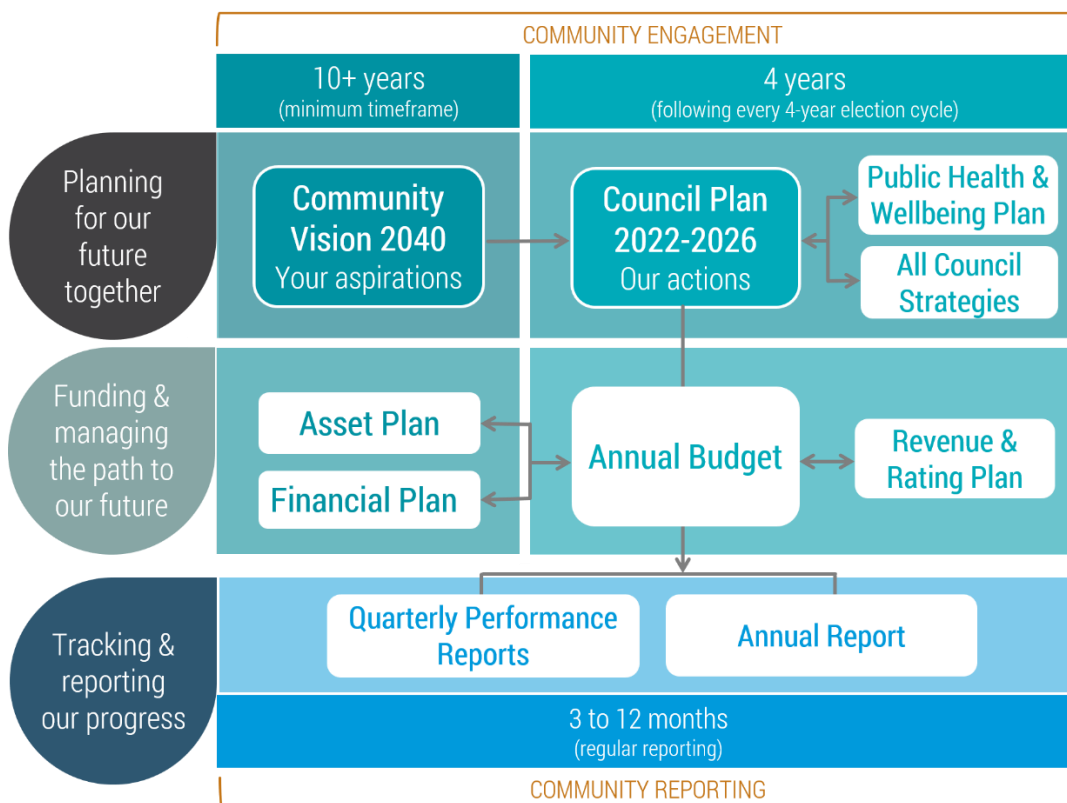 COMMUNITY ENGAGEMENT
10+ years
(minimum timeframe)
4 years
(following every 4-year election cycle)
Planning
for our
future
together
Community
Vision 2040
Your aspirations
Council Plan
2022-2026
Our actions
Public Health &
Wellbeing Plan
All Council
Strategies
Funding &
managing
the path to
our future
Asset Plan
Financial Plan
Annual Budget
Revenue &
Rating Plan
Tracking &
reporting
our progress
Quarterly Performance
Reports
Annual Report
3 to 12 months
(regular reporting)
COMMUNITY REPORTING